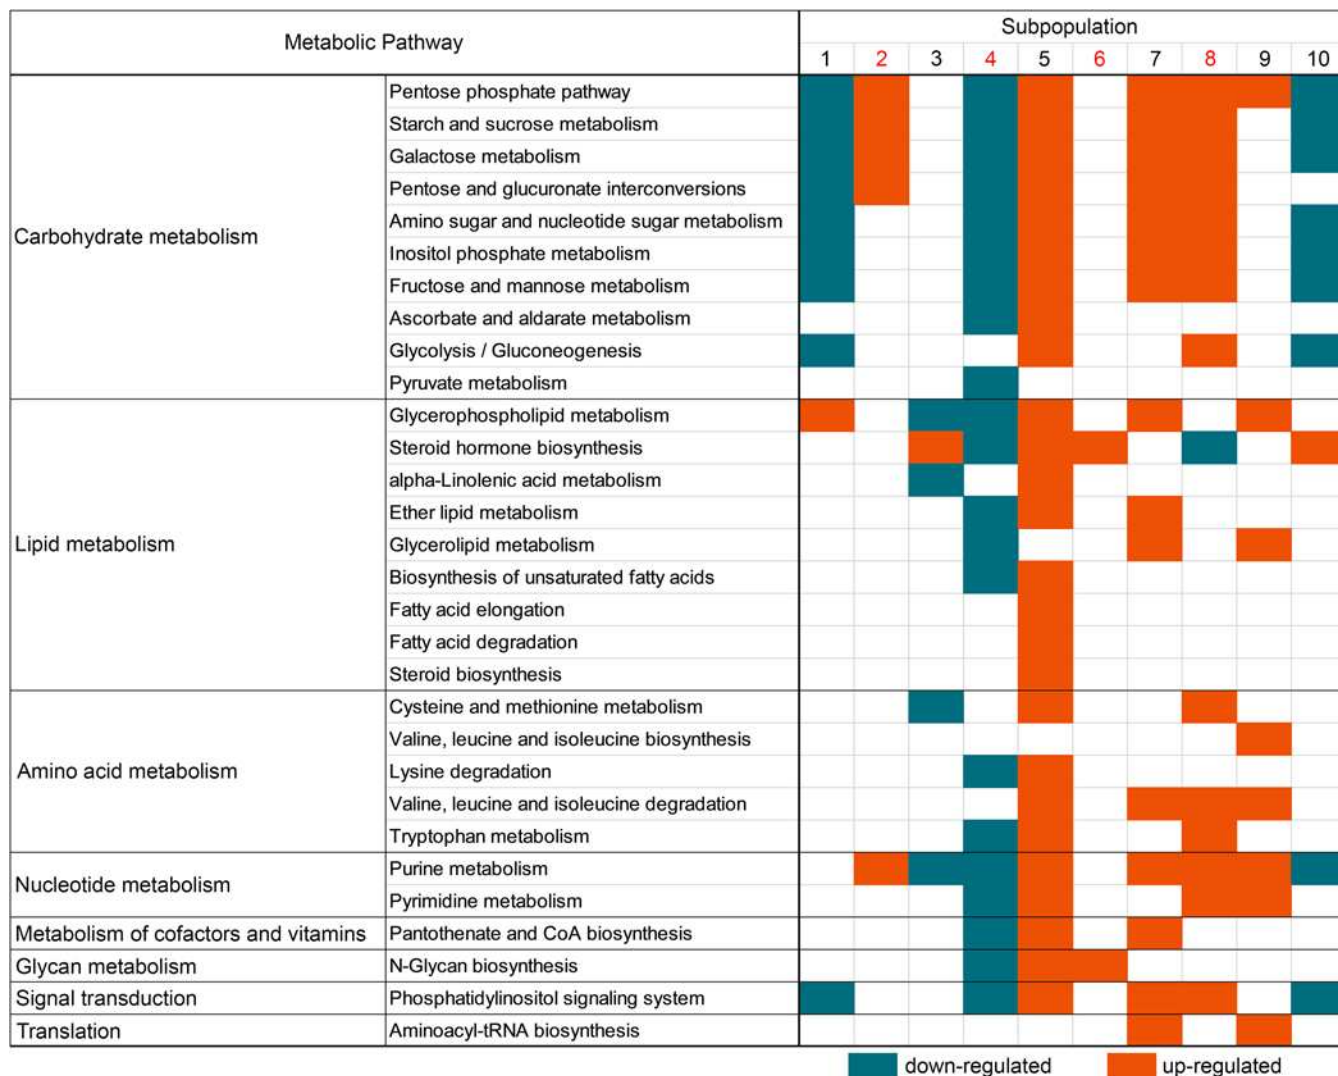 Metabolic Pathway
Subpopulation
1 2 3 4 5 6 7 8 9 10
Carbohydrate metabolism
Pentose phosphate pathway
Starch and sucrose metabolism
Galactose metabolism
Pentose and glucuronate interconversions
Amino sugar and nucleotide sugar metabolism
Inositol phosphate metabolism
Fructose and mannose metabolism
Ascorbate and aldarate metabolism
Glycolysis / Gluconeogenesis
Pyruvate metabolism
Lipid metabolism
Glycerophospholipid metabolism
Steroid hormone biosynthesis
alpha-Linolenic acid metabolism
Ether lipid metabolism
Glycerolipid metabolism
Biosynthesis of unsaturated fatty acids
Fatty acid elongation
Fatty acid degradation
Steroid biosynthesis
Amino acid metabolism
Cysteine and methionine metabolism
Valine, leucine and isoleucine biosynthesis
Lysine degradation
Valine, leucine and isoleucine degradation
Tryptophan metabolism
Nucleotide metabolism
Purine metabolism
Pyrimidine metabolism
Metabolism of cofactors and vitamins
Pantothenate and CoA biosynthesis
Glycan metabolism
N-Glycan biosynthesis
Signal transduction
Phosphatidylinositol signaling system
Translation
Aminoacyl-tRNA biosynthesis
down-regulated
up-regulated